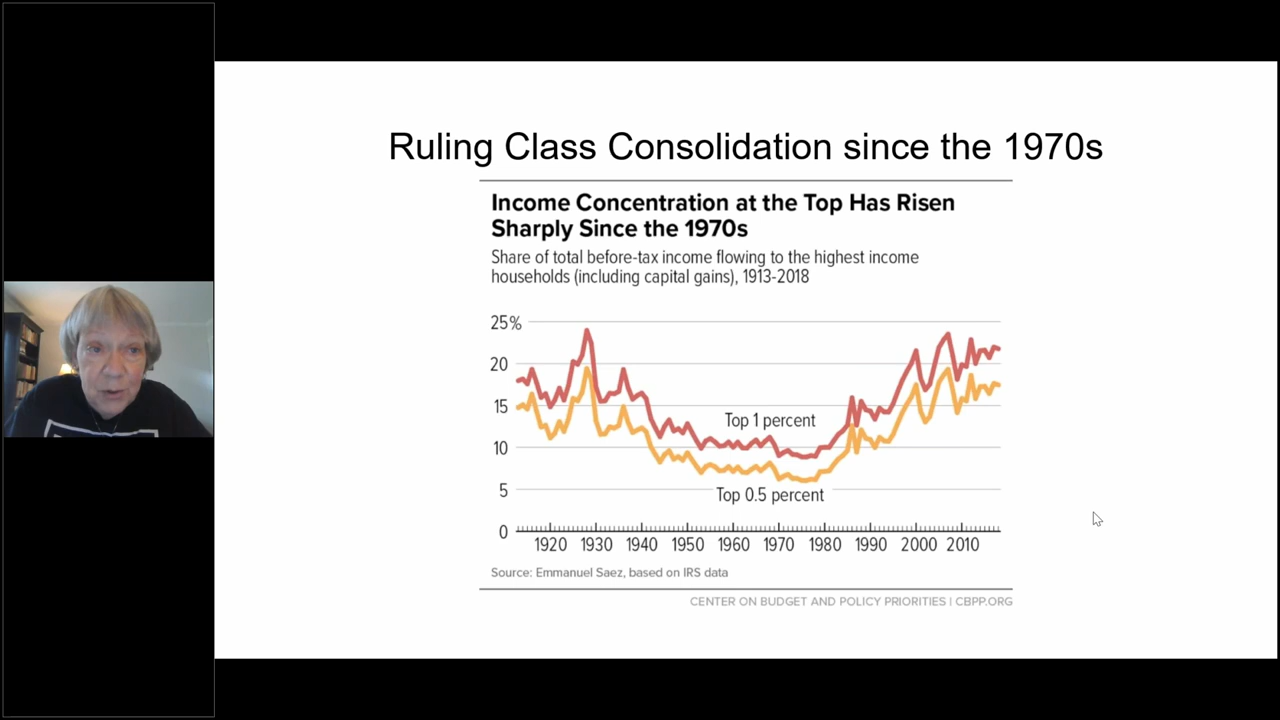 Ruling Class Consolidation since the 1970s
Income Concentration at the Top Has Risen
Sharply Since the 1970s
Share of total before-tax income flowing to the highest income
households (including capital gains), 1913-2018
25%
20
15
Top 1 percent
10
5
Top 0.5 percent
0
1920 1930 1940 1950 1960 1970 1980 1990 2000 2010
Source: Emmanuel Saez, based on IRS data
CENTER ON BUDGET AND POLICY PRIORITIES | CBPP.ORG